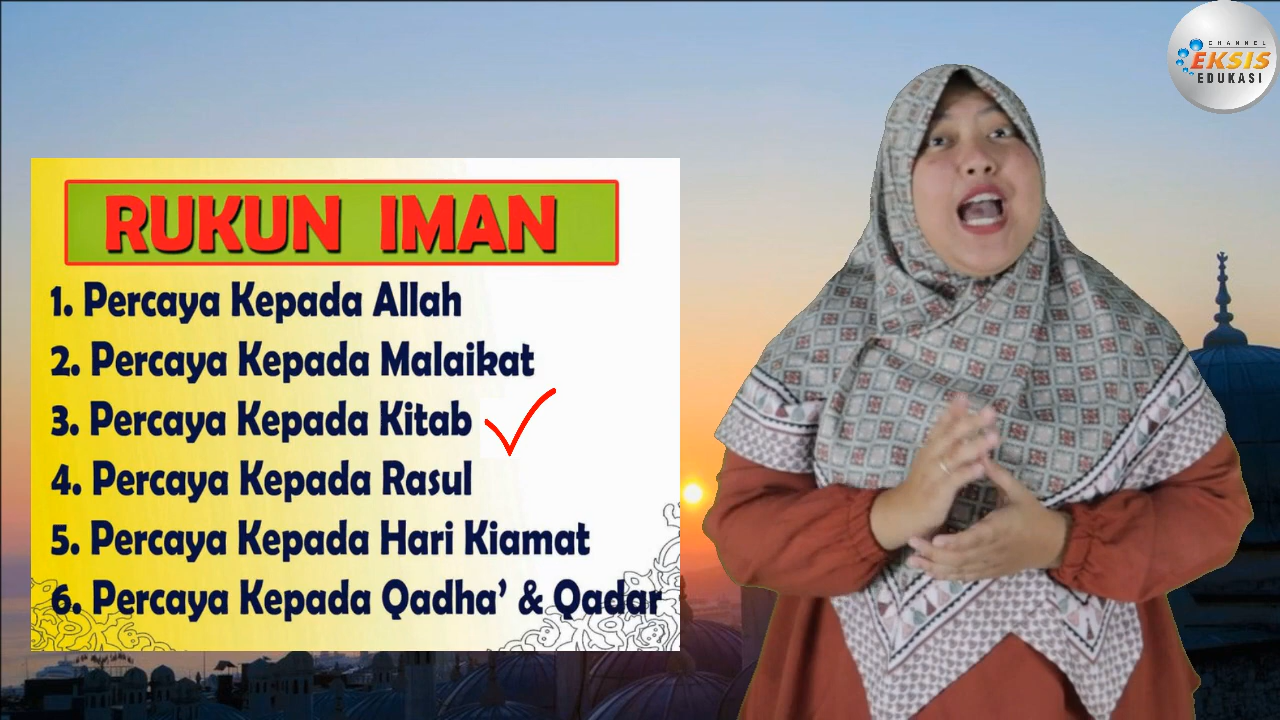 RUKUN IMAN
1. Percaya Kepada Allah
2. Percaya Kepada Malaikat
3. Percaya Kepada Kitab
4. Percaya Kepada Rasul
5. Percaya Kepada Hari Kiamat
6. Percaya Kepada Qadha' & Qadar
CHANNEL
EKSIS
EDUKASI